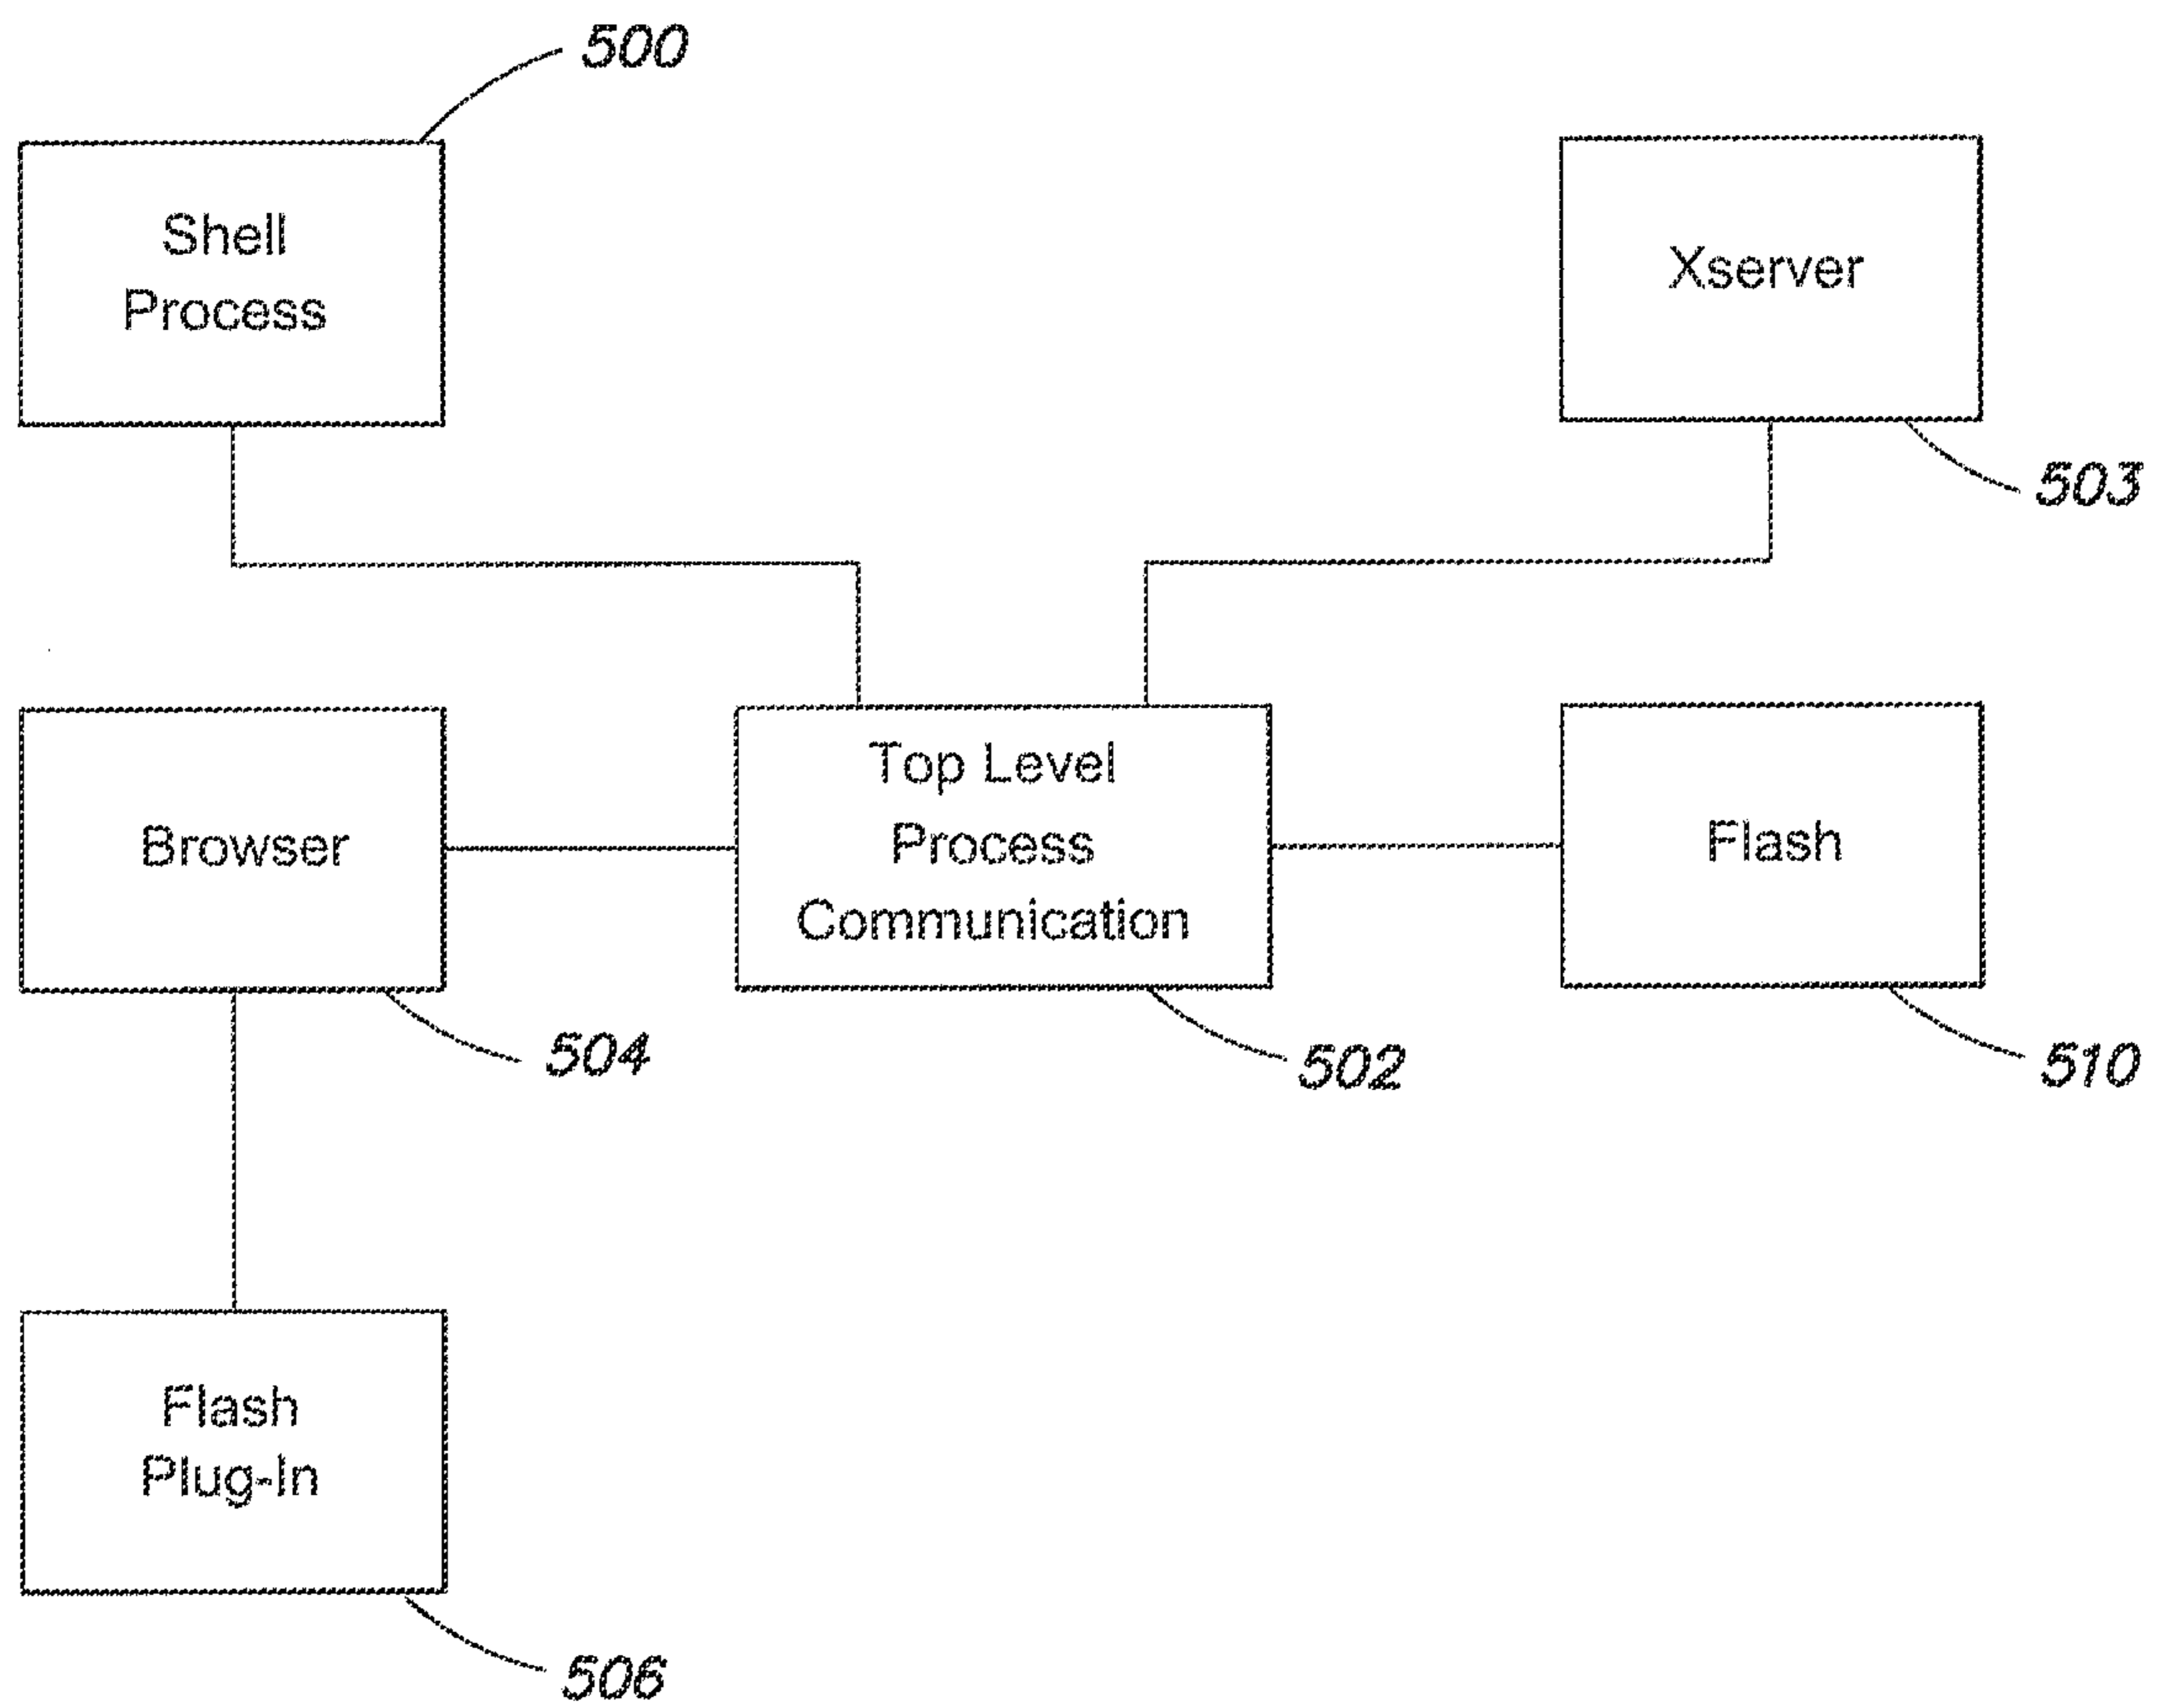 500
Shell
Process
Xserver
503
Browser
504
Top Level
Process
Communication
502
Flash
510
Flash
Plug-In
506